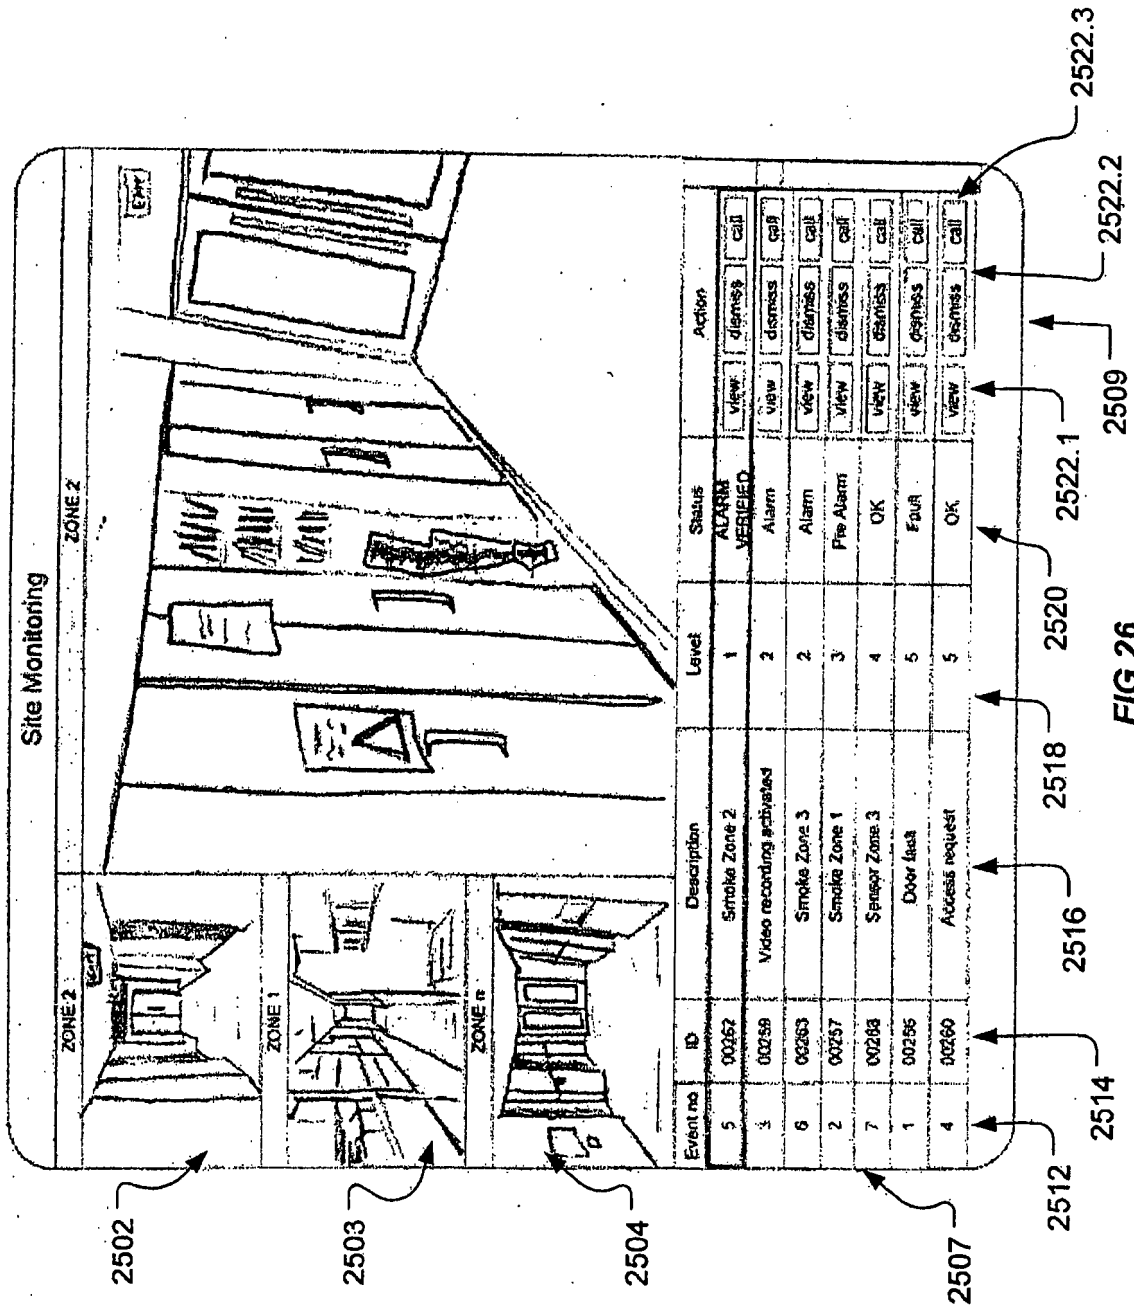 Site Monitoring
ZONE 2
ZONE 2
EXIT
EXIT
ZONE 1
ZONE n
Event no ID Description Level Status Action
5 00262 Smoke Zone 2 1 ALARM VERIFIED view dismiss call
3 00259 Video recording activated 2 Alarm view dismiss call
6 00263 Smoke Zone 3 2 Alarm view dismiss call
2 00257 Smoke Zone 1 3 Pre Alarm view dismiss call
7 Sensor Zone 3 4 OK view dismiss call
1 00256 Door 5 Fault view dismiss call
4 00260 Access request 5 OK view dismiss call
2502
2503
2504
2507
2512
2514
2516
2518
2520
2522.1
2509
2522.2
2522.3
FIG 26